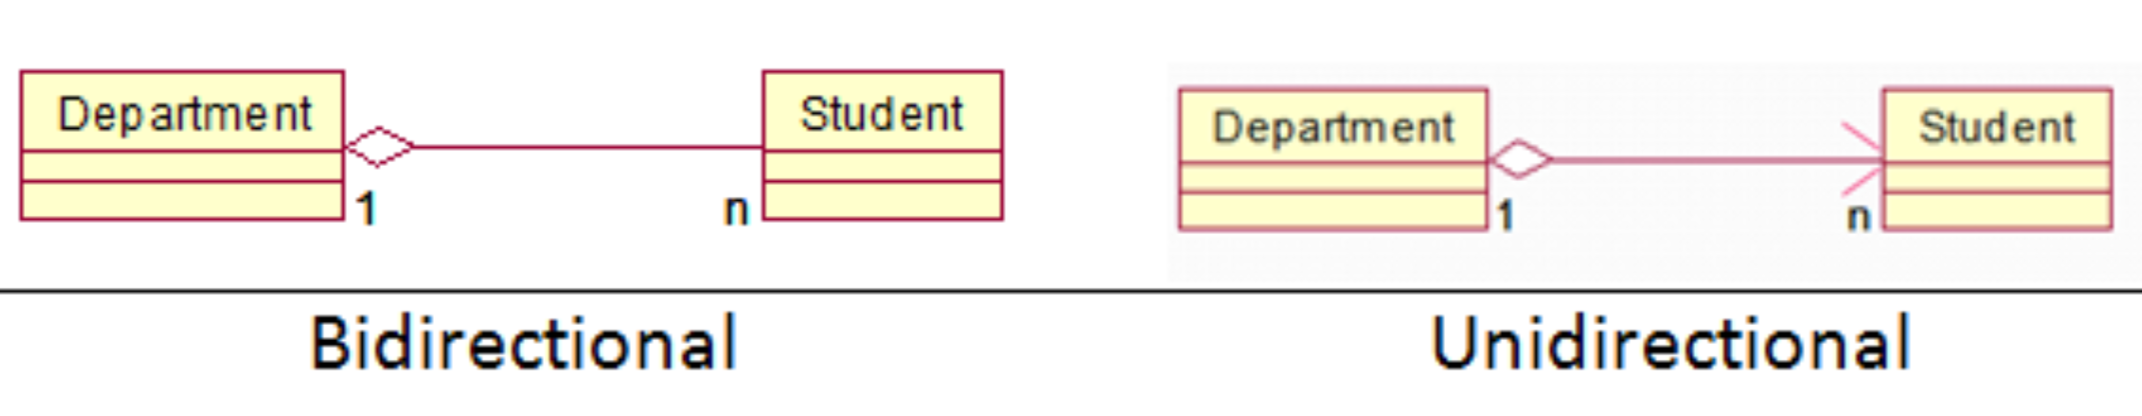 Department
1
n
Student
Department
1
n
Student
Bidirectional
Unidirectional